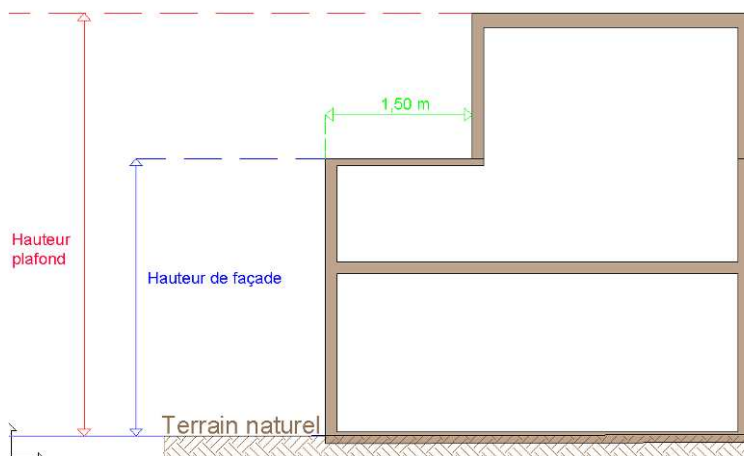 1,50 m
Hauteur
plafond
Hauteur de façade
Terrain naturel